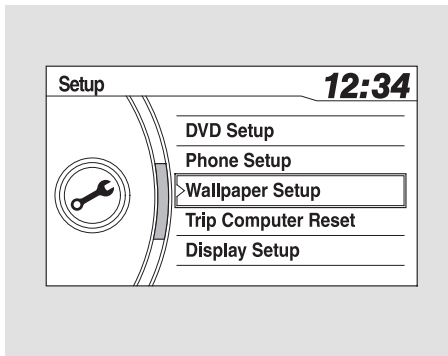 Setup 12:34
DVD Setup
Phone Setup
Wallpaper Setup
Trip Computer Reset
Display Setup